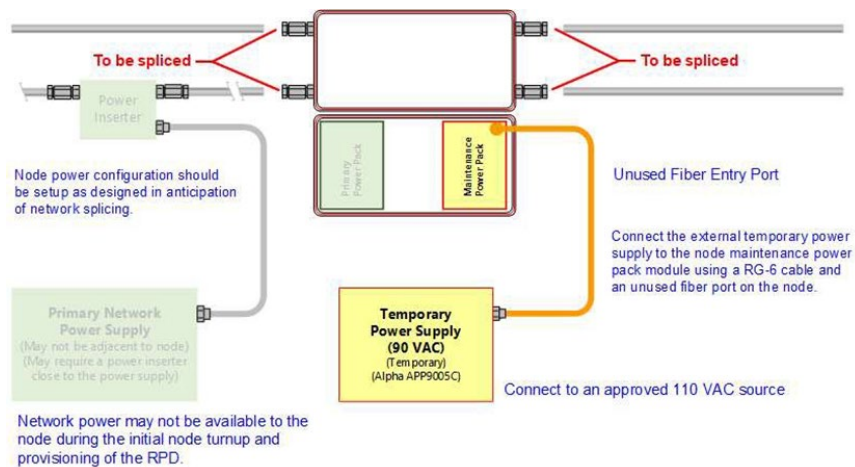 To be spliced
To be spliced
Power
Inserter
Primary
Power Pack
Maintenance
Power Pack
Node power configuration should
be setup as designed in anticipation
of network splicing.
Unused Fiber Entry Port
Connect the external temporary power
supply to the node maintenance power
pack module using a RG-6 cable and
an unused fiber port on the node.
Primary Network
Power Supply
(May not be adjacent to node)
(May require a power inserter
close to the power supply)
Temporary
Power Supply
(90 VAC)
(Temporary)
(Alpha APP9005C)
Connect to an approved 110 VAC source
Network power may not be available to the
node during the initial node turnup and
provisioning of the RPD.